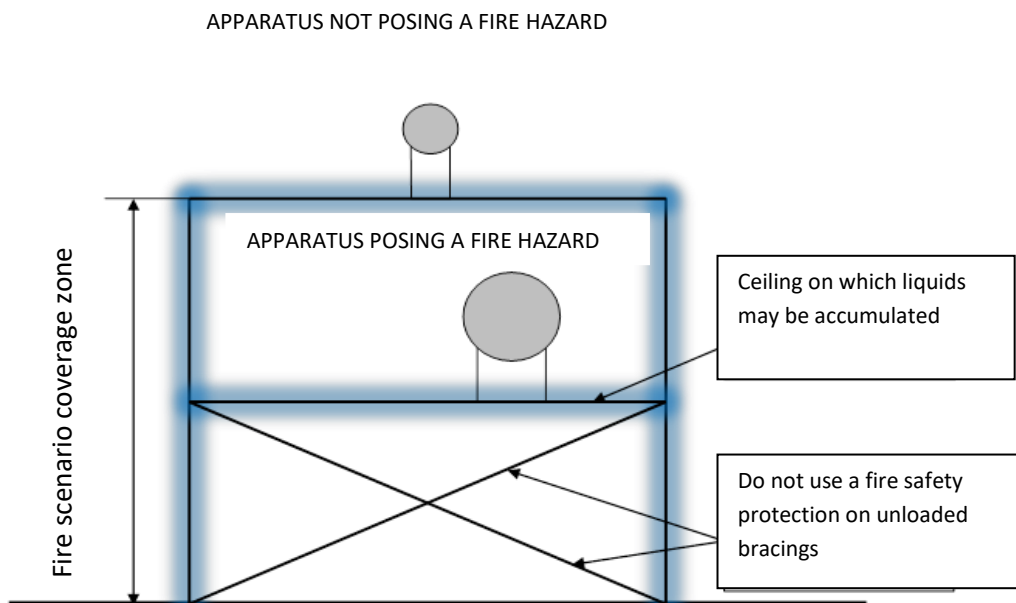 APPARATUS NOT POSING A FIRE HAZARD
APPARATUS POSING A FIRE HAZARD
Fire scenario coverage zone
Ceiling on which liquids
may be accumulated
Do not use a fire safety
protection on unloaded
bracings